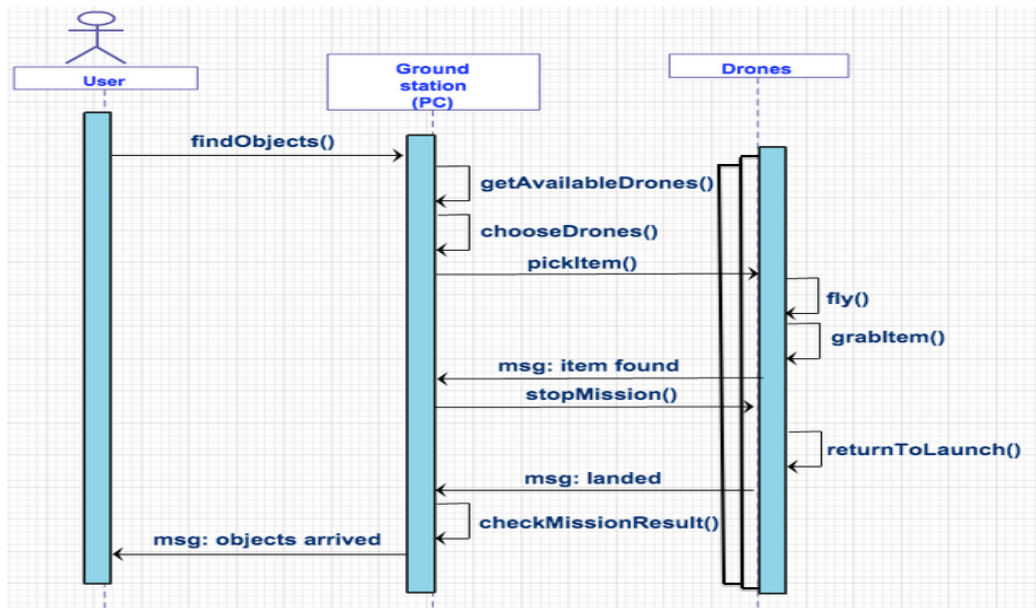 User
Ground
station
(PC)
Drones
findObjects()
getAvailableDrones()
chooseDrones()
pickItem()
fly()
grabItem()
msg: item found
stopMission()
returnToLaunch()
msg: landed
checkMissionResult()
msg: objects arrived